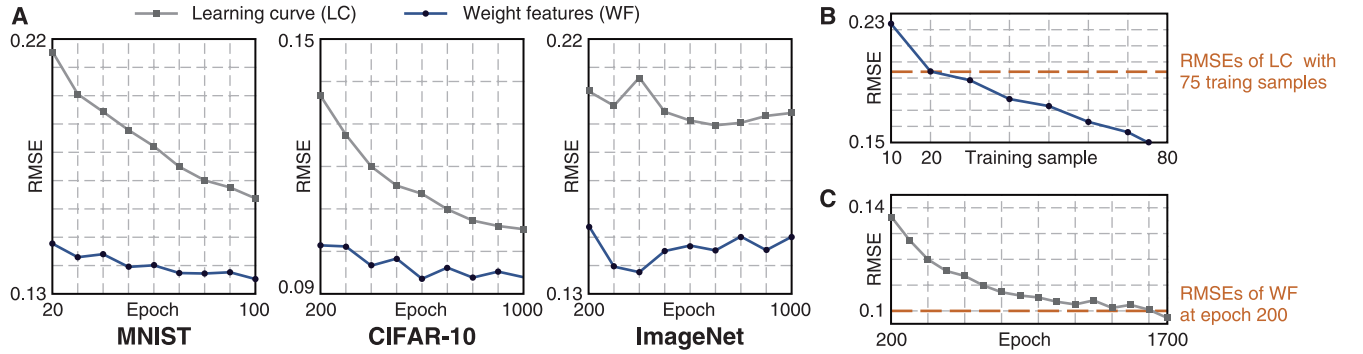 A
Learning curve (LC)
Weight features (WF)
0.22
RMSE
0.13
20
Epoch
100
MNIST
0.15
RMSE
0.09
200
Epoch
1000
CIFAR-10
0.22
RMSE
0.13
200
Epoch
1000
ImageNet
B
0.23
RMSE
0.15
10
20
Training sample
80
RMSEs of LC with
75 traing samples
C
0.14
RMSE
0.1
200
Epoch
1700
RMSEs of WF
at epoch 200